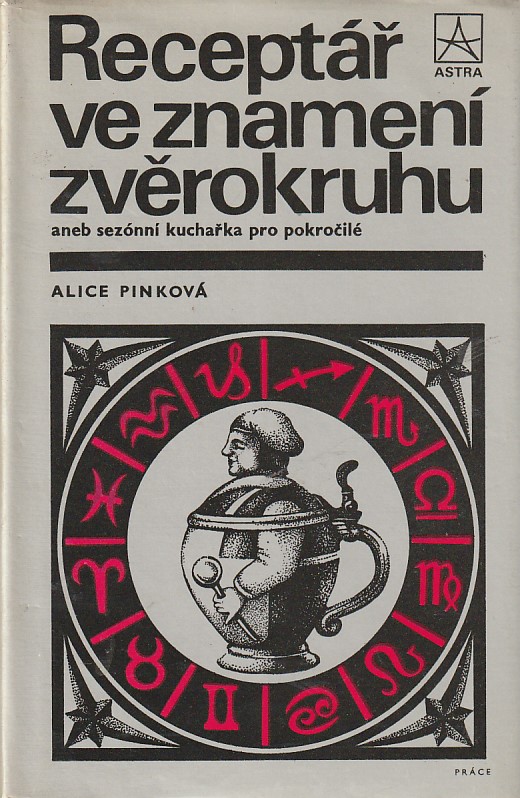 Receptář
ve znamení
zvěrokruhu
aneb sezónní kuchařka pro pokročilé
ASTRA
ALICE PINKOVÁ
PRÁCE